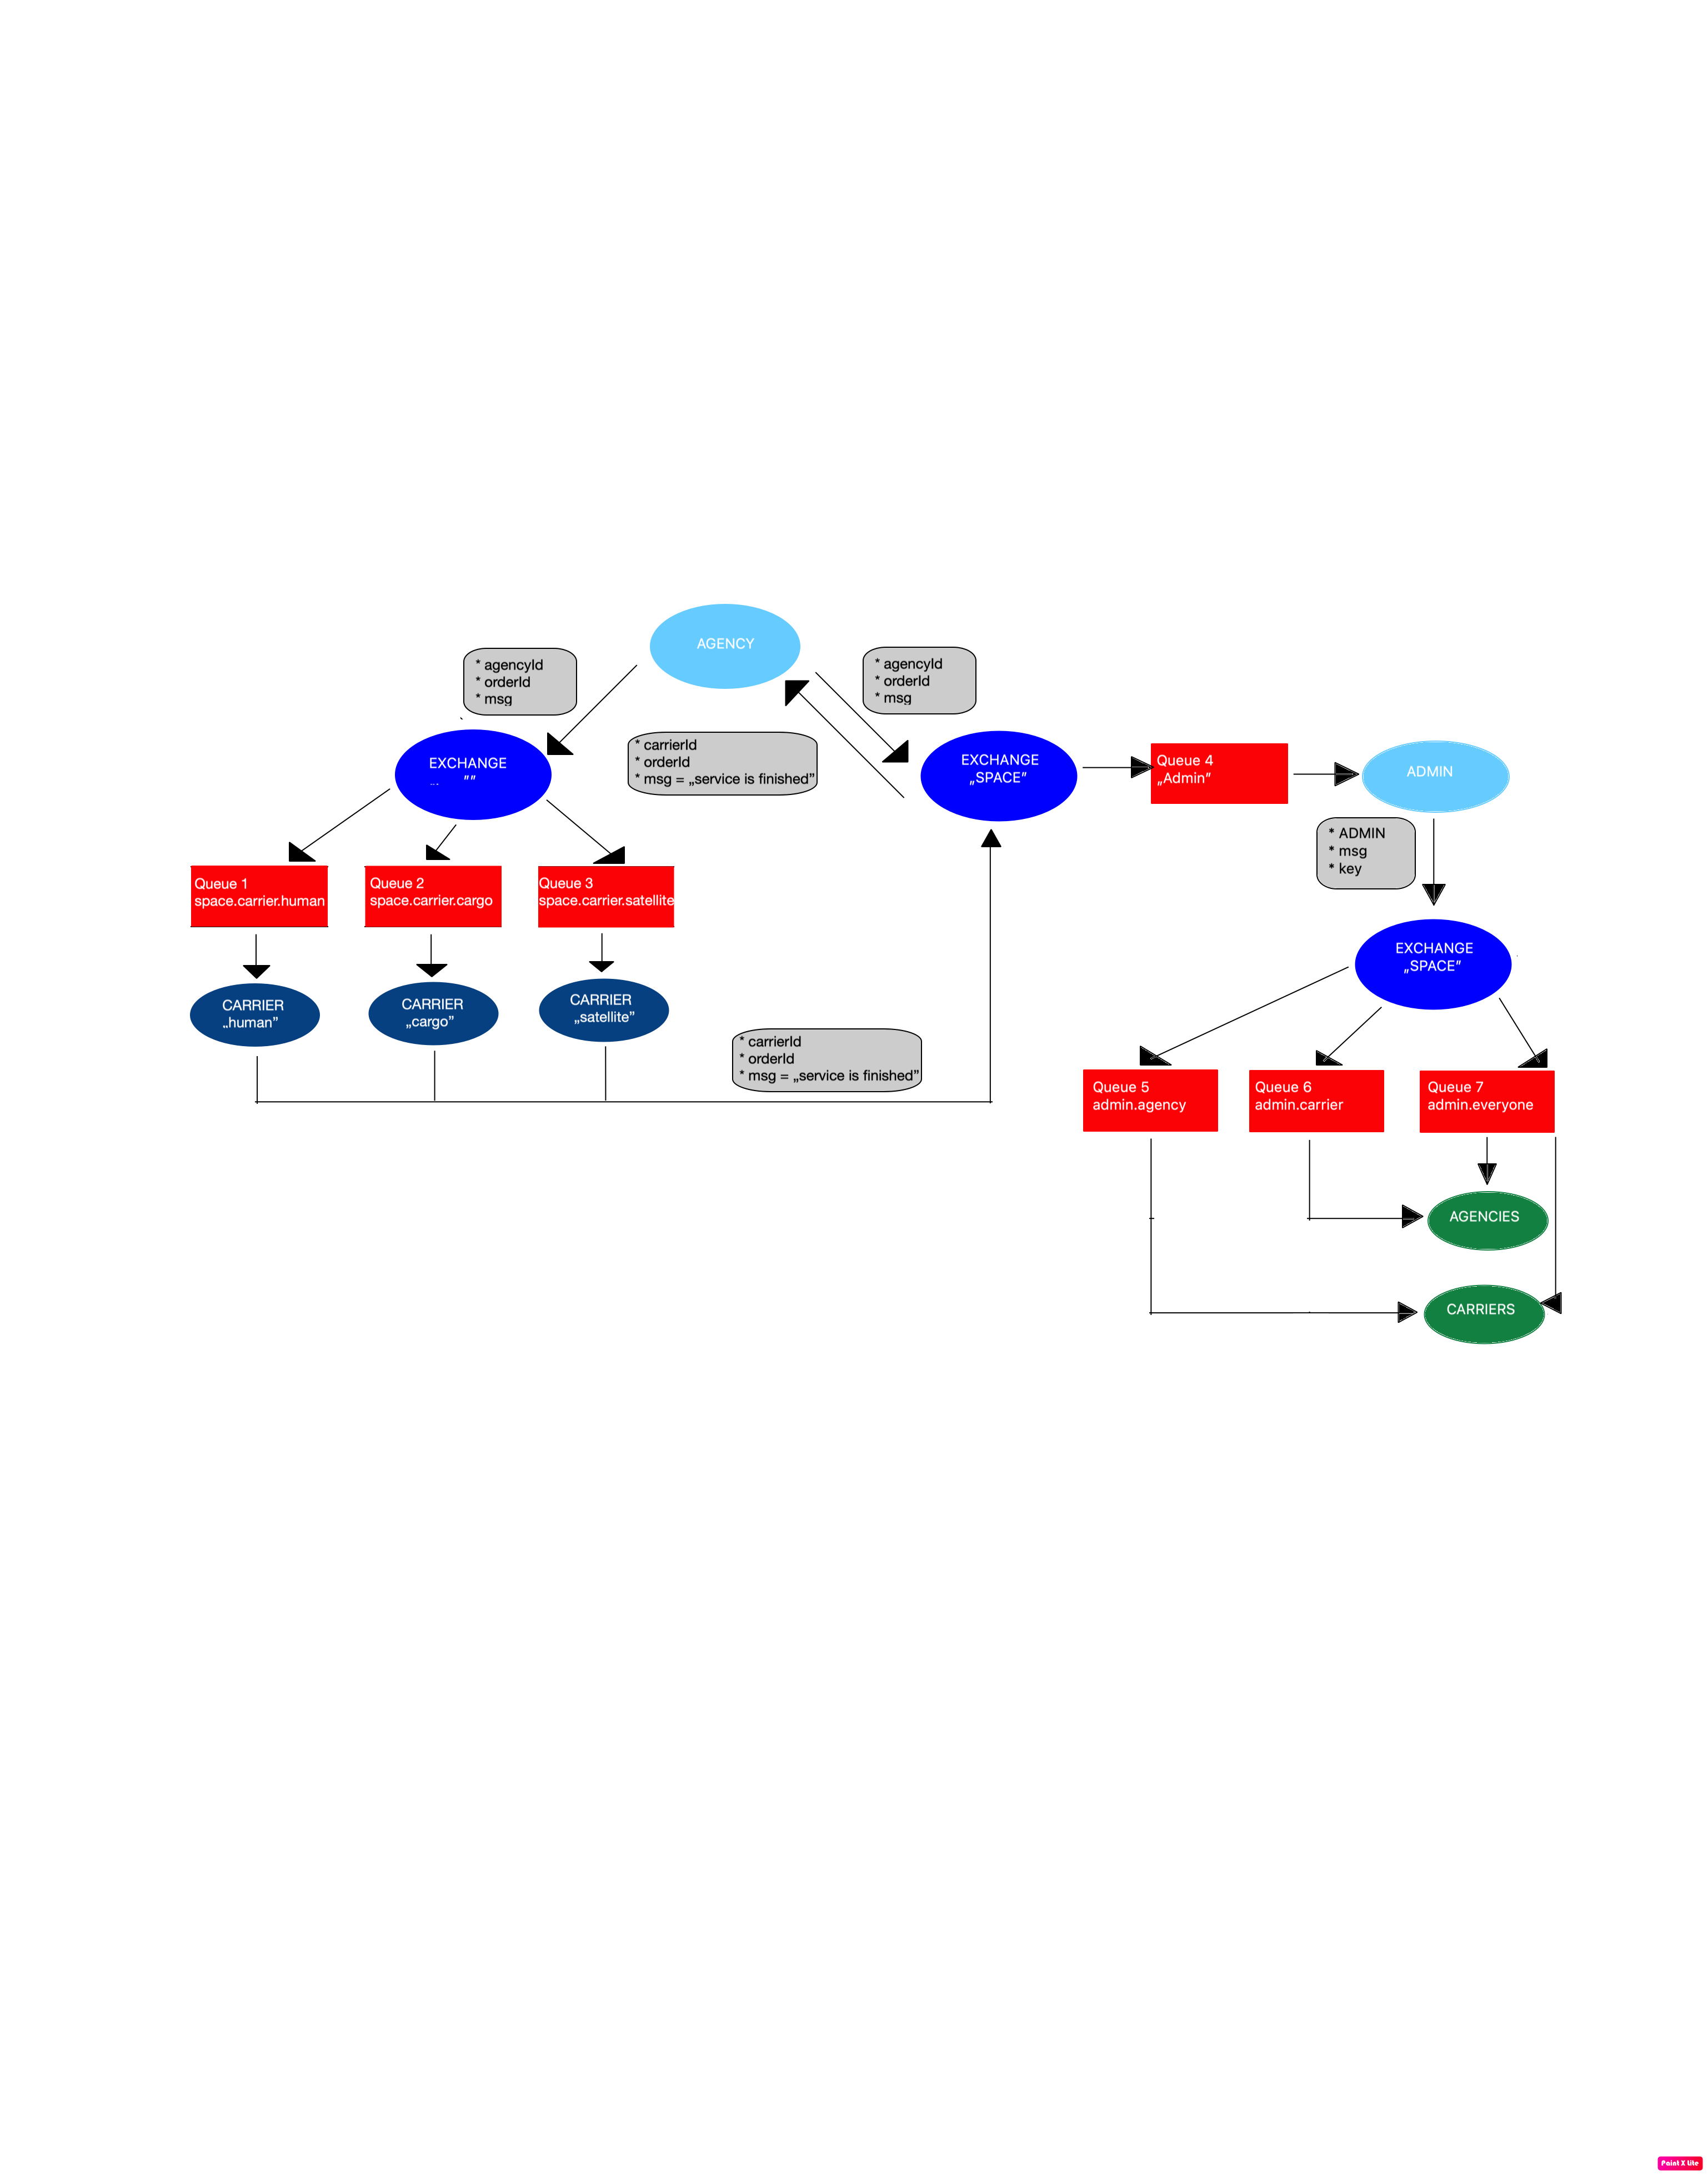 AGENCY
* agencyId
* orderId
* msg
* agencyId
* orderId
* msg
* carrierId
* orderId
* msg = „service is finished”
EXCHANGE
""
EXCHANGE
„SPACE”
Queue 4
„Admin”
ADMIN
* ADMIN
* msg
* key
Queue 1
space.carrier.human
Queue 2
space.carrier.cargo
Queue 3
space.carrier.satellite
EXCHANGE
„SPACE”
CARRIER
„human”
CARRIER
„cargo”
CARRIER
„satellite”
* carrierId
* orderId
* msg = „service is finished”
Queue 5
admin.agency
Queue 6
admin.carrier
Queue 7
admin.everyone
AGENCIES
CARRIERS
Paint X Lite